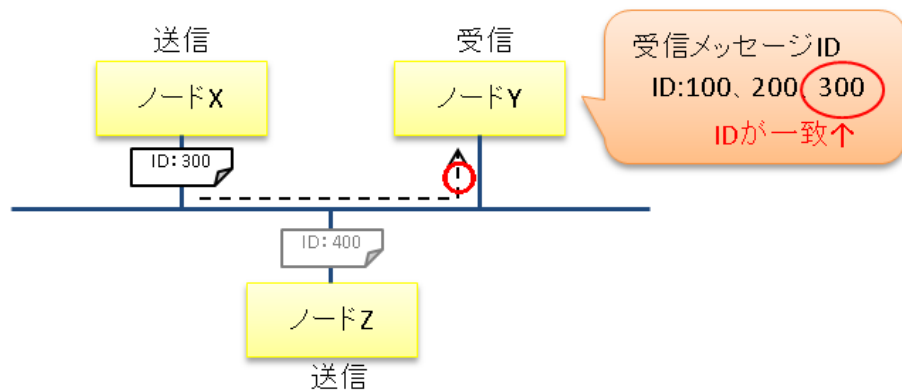 送信
受信
ノードX
ノードY
受信メッセージID
ID:100、200、300
IDが一致↑
ID: 300
ID: 400
ノードZ
送信